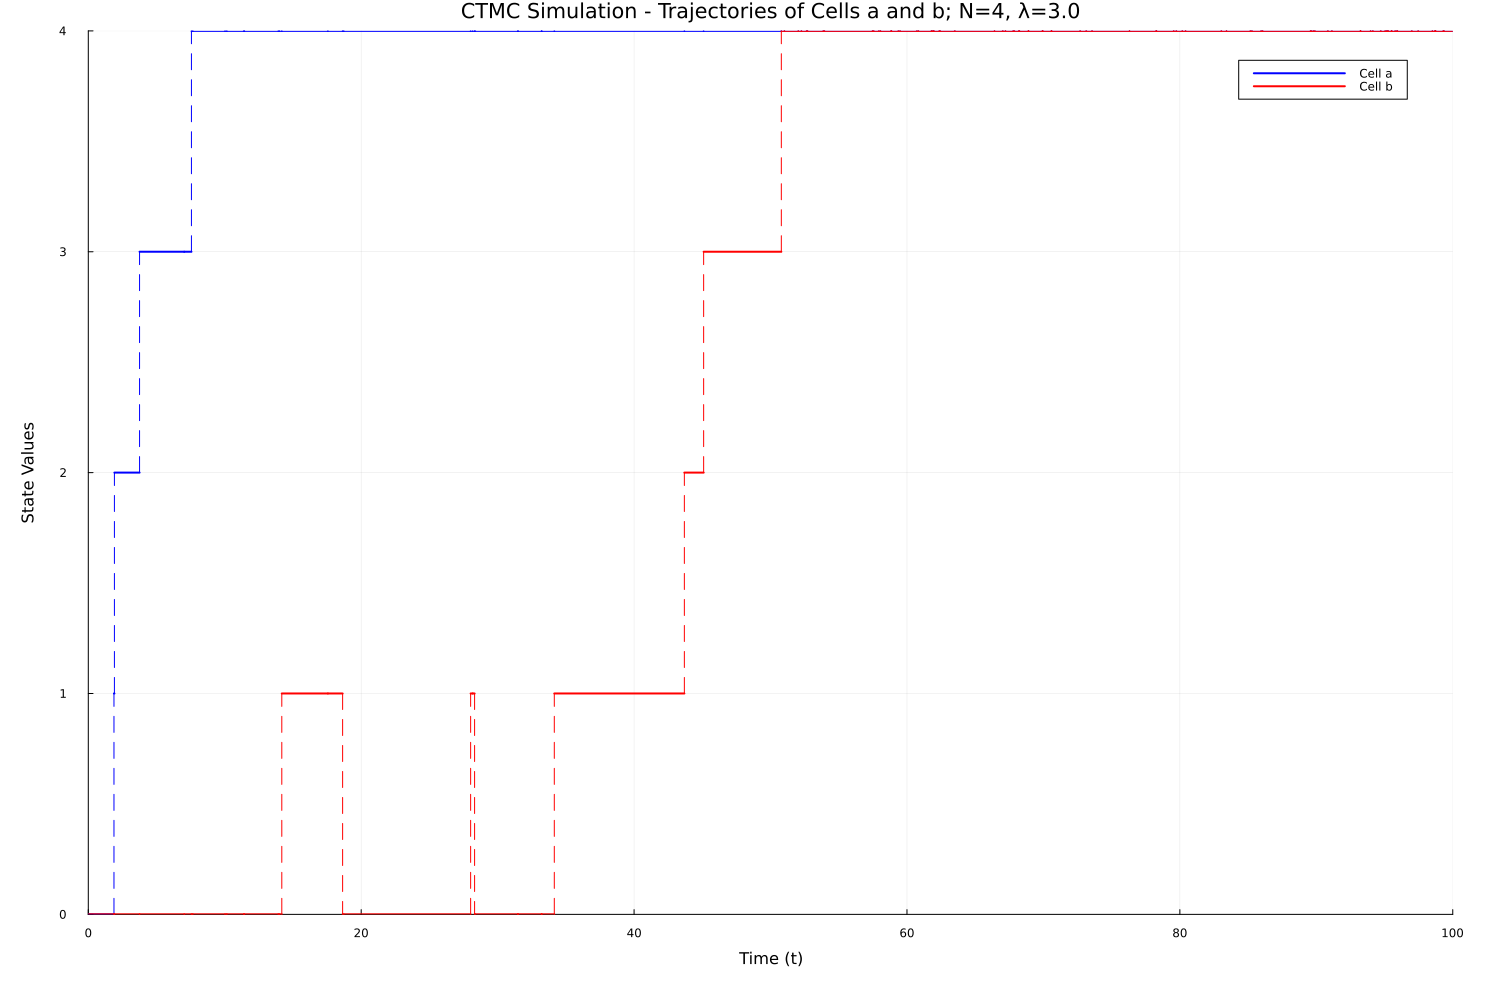 CTMC Simulation - Trajectories of Cells a and b; N=4, λ=3.0
4
Cell a
Cell b
3
State Values
2
1
0
0 20 40 60 80 100
Time (t)